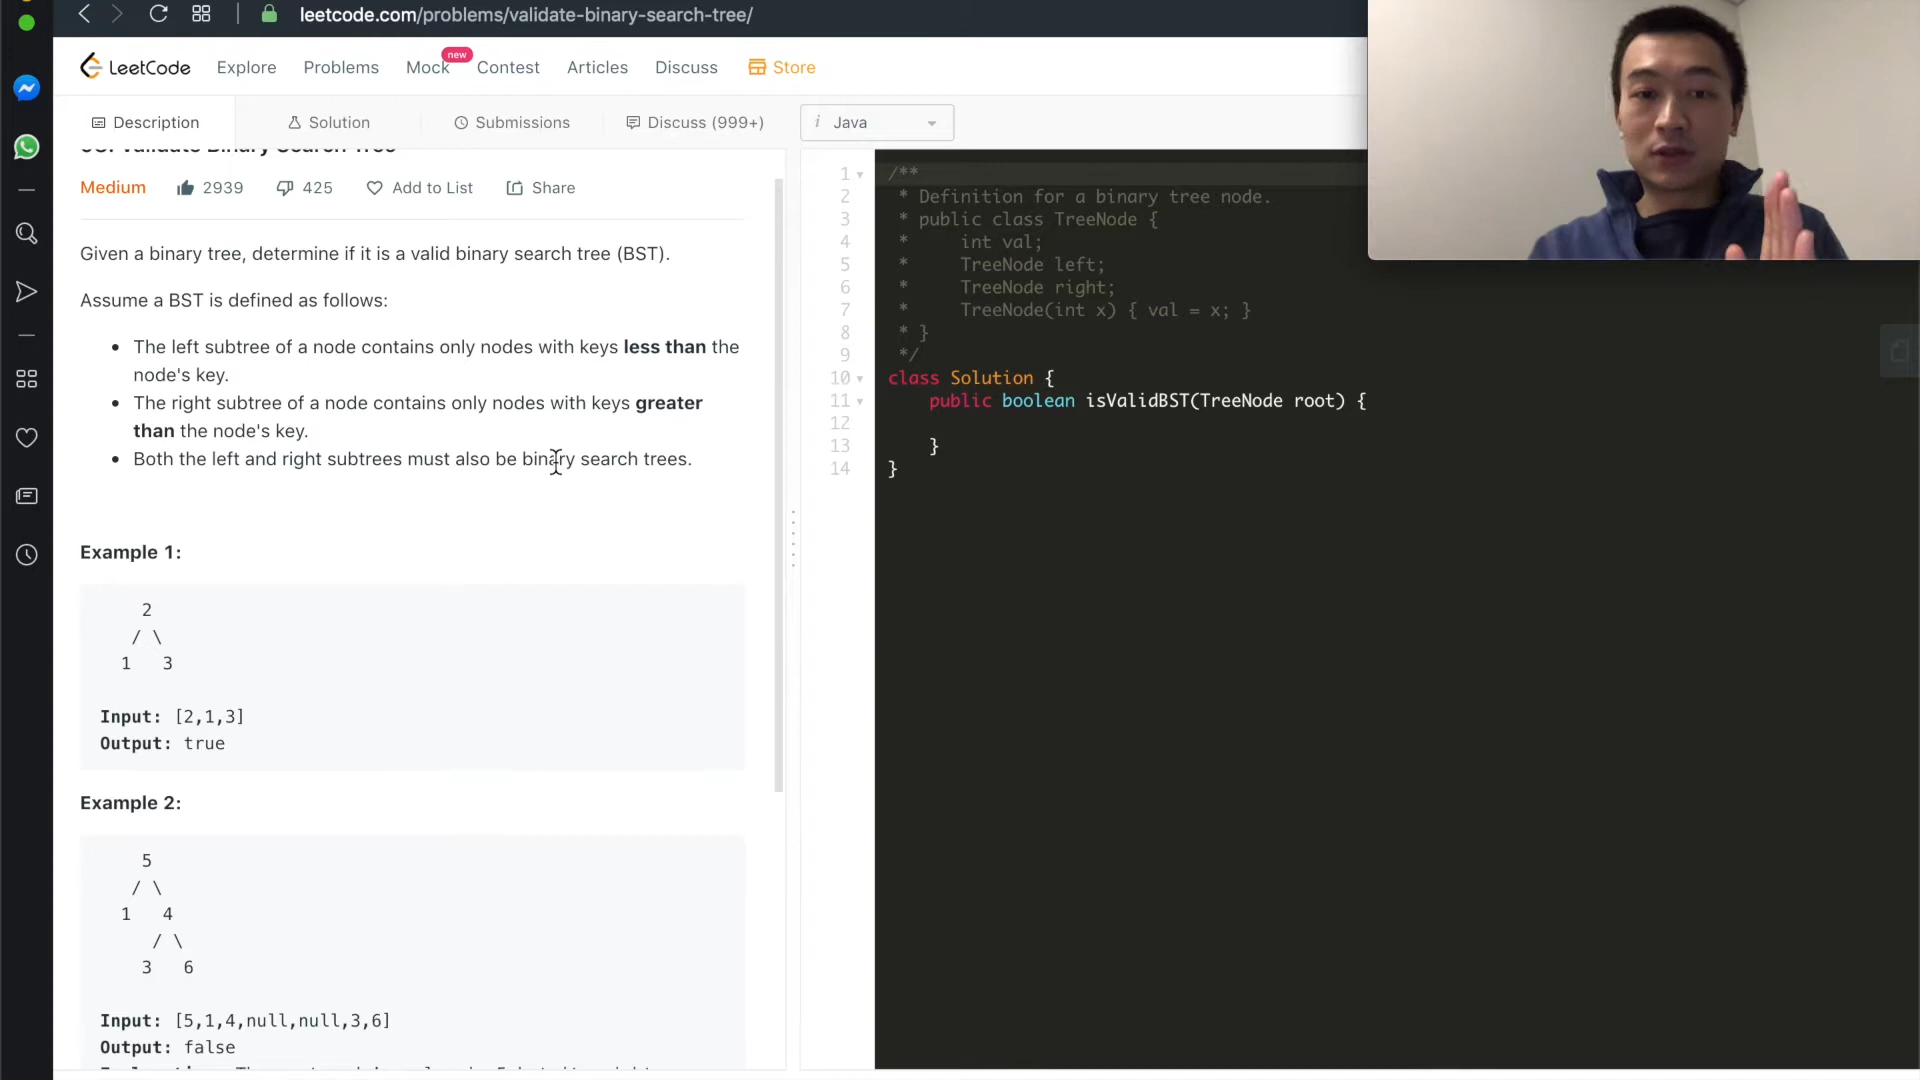 leetcode.com/problems/validate-binary-search-tree/
LeetCode Explore Problems Mock new Contest Articles Discuss Store
Description Solution Submissions Discuss (999+) i Java
Validate Binary Search Tree
Medium 2939 425 Add to List Share
Given a binary tree, determine if it is a valid binary search tree (BST).
Assume a BST is defined as follows:
• The left subtree of a node contains only nodes with keys less than the
node's key.
• The right subtree of a node contains only nodes with keys greater
than the node's key.
• Both the left and right subtrees must also be binary search trees.
Example 1:
2
/ \
1 3
Input: [2,1,3]
Output: true
Example 2:
5
/ \
1 4
/ \
3 6
Input: [5,1,4,null,null,3,6]
Output: false
1 /**
2 * Definition for a binary tree node.
3 * public class TreeNode {
4 * int val;
5 * TreeNode left;
6 * TreeNode right;
7 * TreeNode(int x) { val = x; }
8 * }
9 */
10 class Solution {
11 public boolean isValidBST(TreeNode root) {
12
13 }
14 }